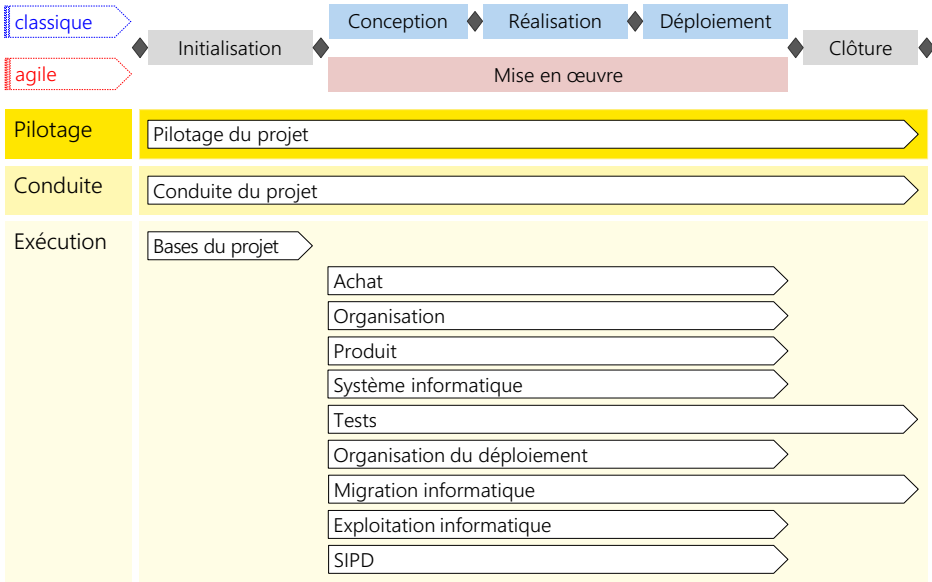 classique
Conception
Réalisation
Déploiement
Initialisation
Clôture
agile
Mise en œuvre
Pilotage
Pilotage du projet
Conduite
Conduite du projet
Exécution
Bases du projet
Achat
Organisation
Produit
Système informatique
Tests
Organisation du déploiement
Migration informatique
Exploitation informatique
SIPD